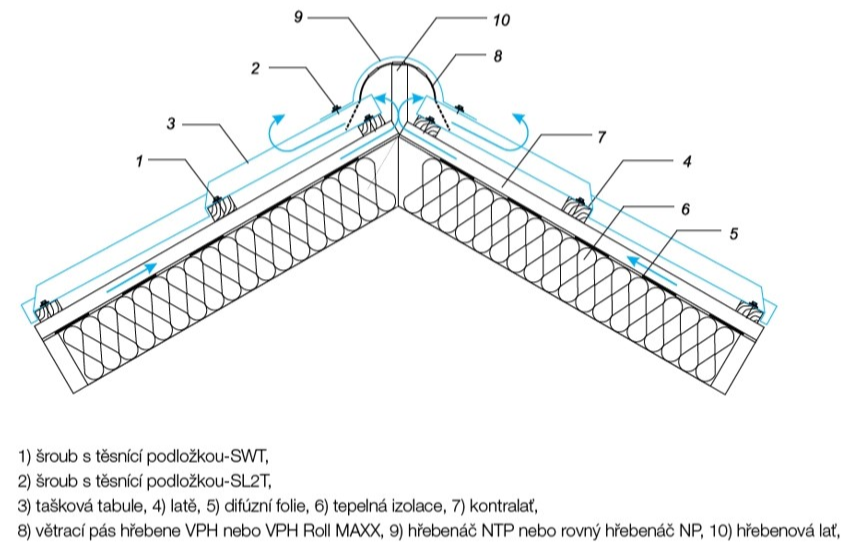 9
10
8
2
3
7
1
4
6
5
1) šroub s těsnící podložkou-SWT,
2) šroub s těsnící podložkou-SL2T,
3) tašková tabule, 4) latě, 5) difúzní folie, 6) tepelná izolace, 7) kontralať,
8) větrací pás hřebene VPH nebo VPH Roll MAXX, 9) hřebenáč NTP nebo rovný hřebenáč NP, 10) hřebenová lať,